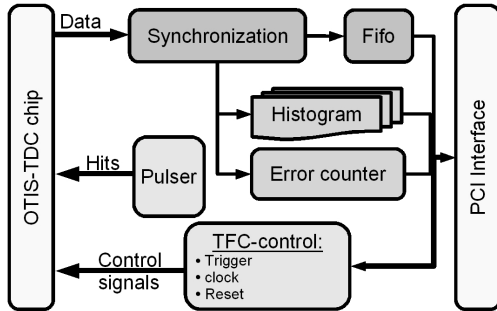 OTIS-TDC chip
Data
Synchronization
Fifo
Histogram
Error counter
Hits
Pulser
Control
signals
TFC-control:
• Trigger
• clock
• Reset
PCI Interface